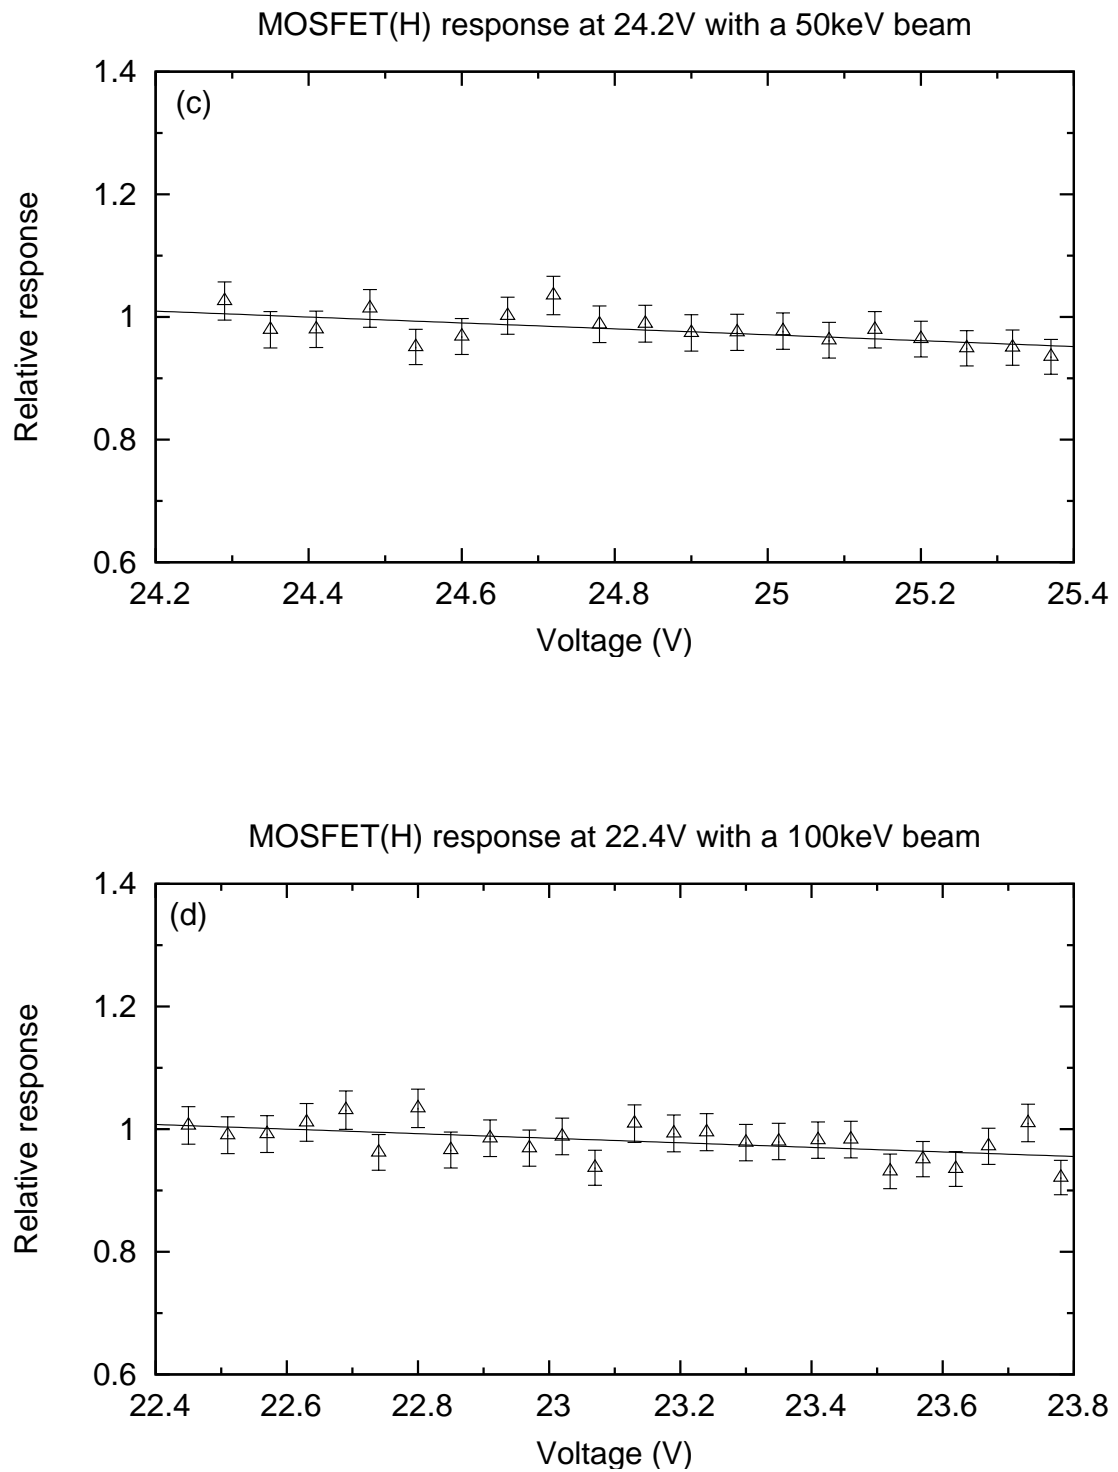 MOSFET(H) response at 24.2V with a 50keV beam
(c)
1.4
1.2
1
0.8
0.6
Relative response
24.2 24.4 24.6 24.8 25 25.2 25.4
Voltage (V)
MOSFET(H) response at 22.4V with a 100keV beam
(d)
1.4
1.2
1
0.8
0.6
Relative response
22.4 22.6 22.8 23 23.2 23.4 23.6 23.8
Voltage (V)